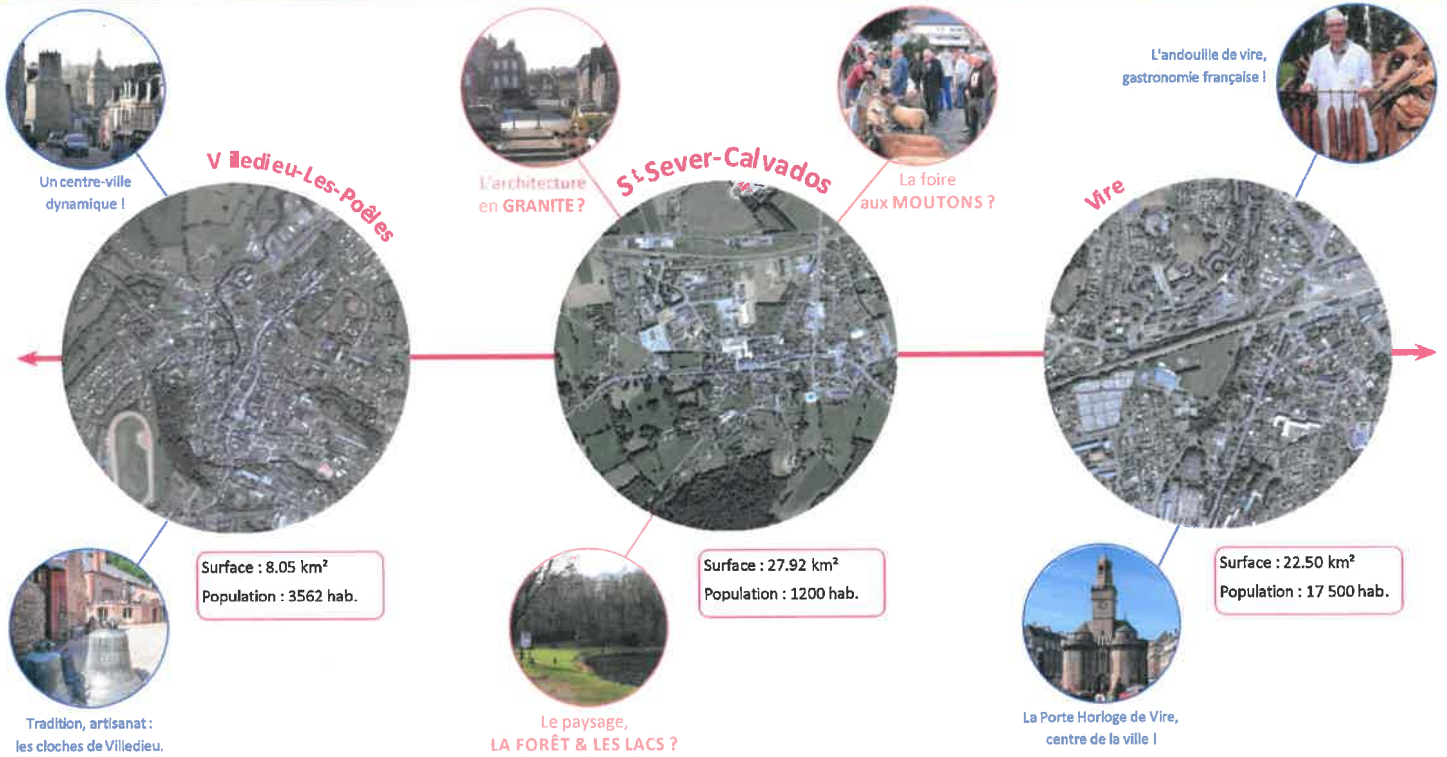 Un centre-ville
dynamique !
Villedieu-Les-Poêles
L'architecture
en GRANITE ?
St Sever-Calvados
La foire
aux MOUTONS ?
Vire
L'andouille de vire,
gastronomie française !
Surface : 8.05 km²
Population : 3562 hab.
Surface : 27.92 km²
Population : 1200 hab.
Surface : 22.50 km²
Population : 17 500 hab.
Tradition, artisanat :
les cloches de Villedieu.
Le paysage,
LA FORÊT & LES LACS ?
La Porte Horloge de Vire,
centre de la ville !